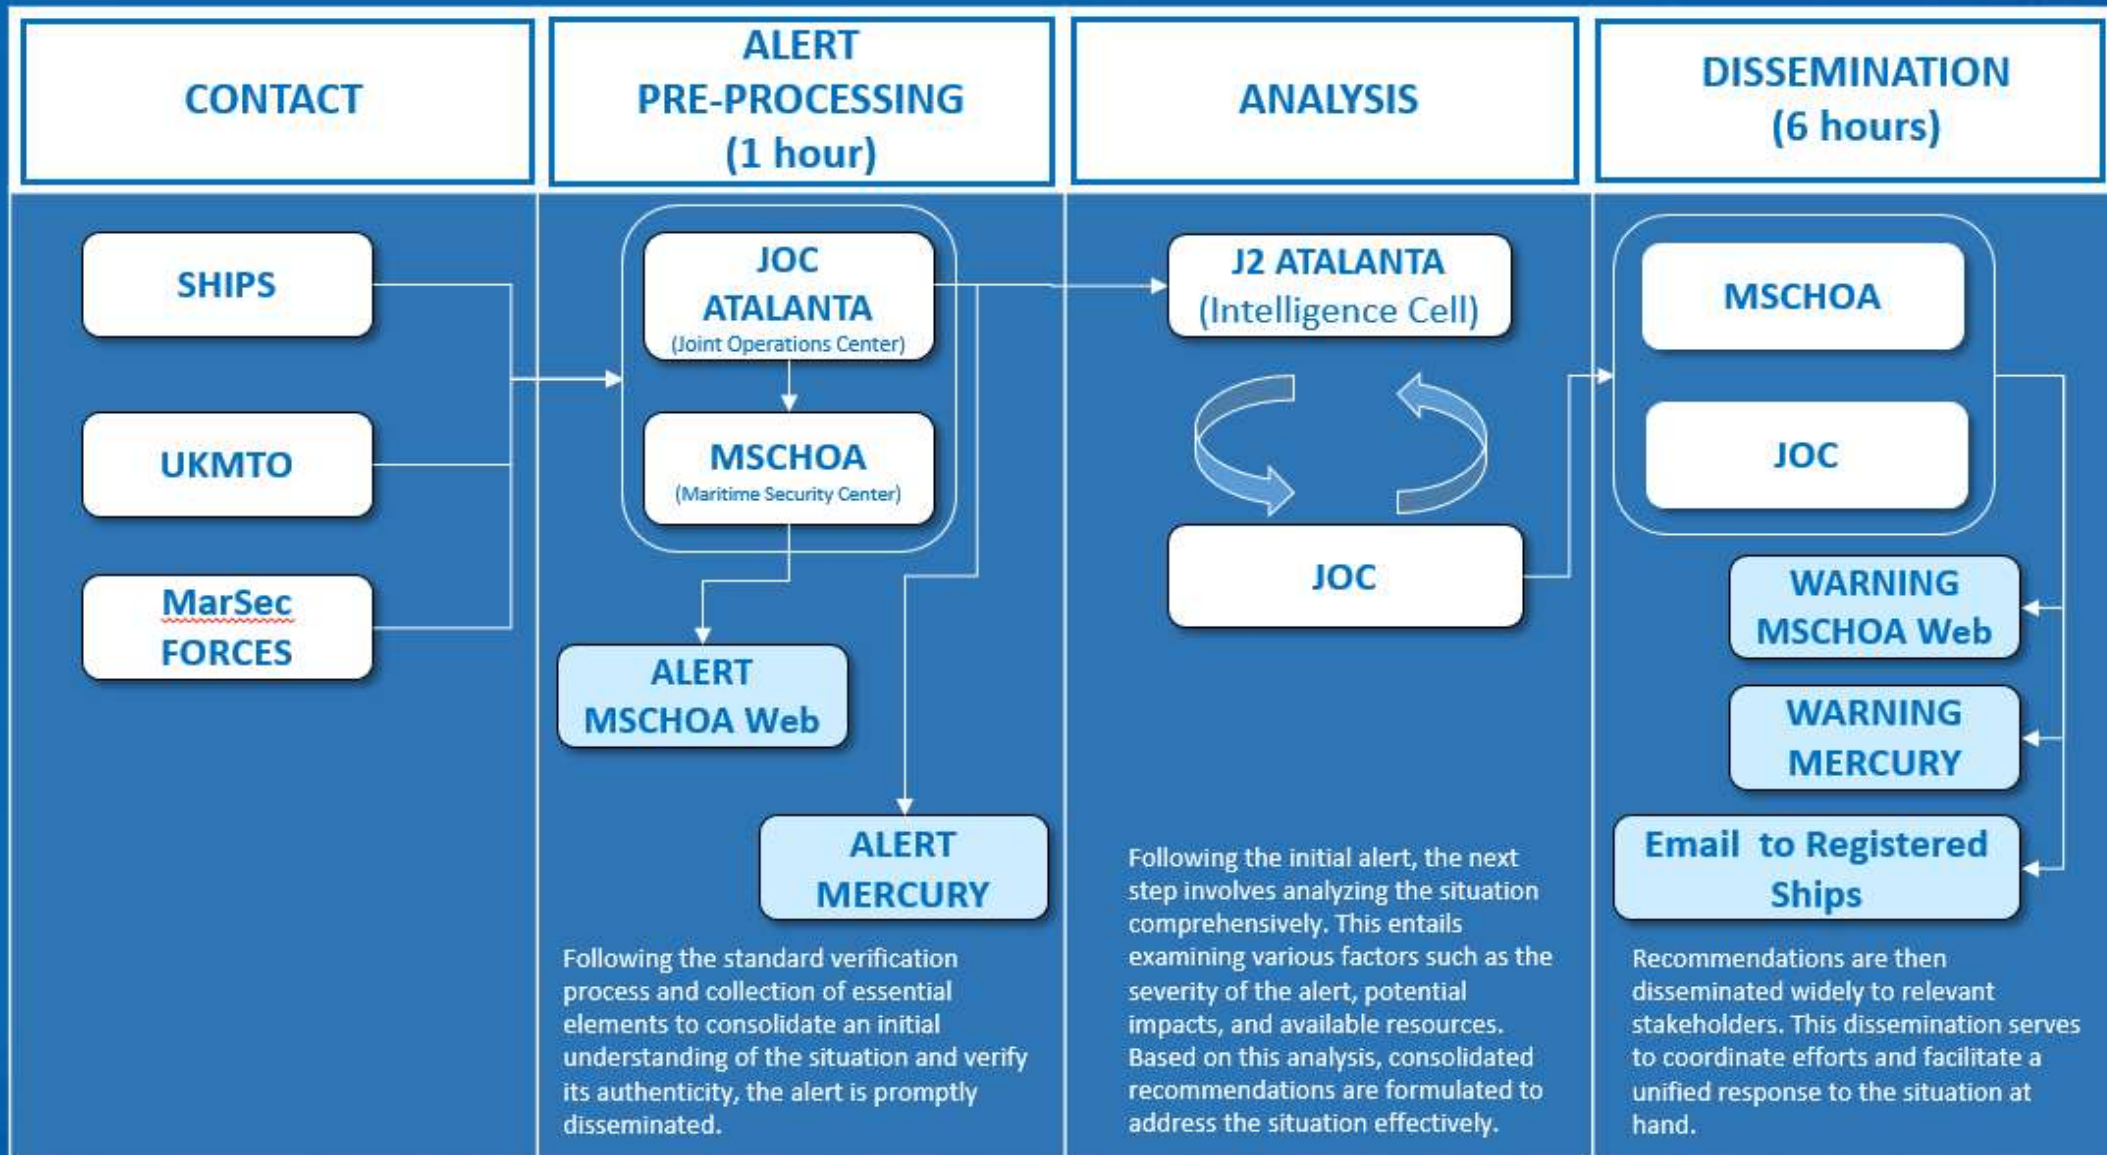 CONTACT
ALERT
PRE-PROCESSING
(1 hour)
ANALYSIS
DISSEMINATION
(6 hours)
SHIPS
UKMTO
MarSec
FORCES
JOC
ATALANTA
(Joint Operations Center)
MSCHOA
(Maritime Security Center)
ALERT
MSCHOA Web
ALERT
MERCURY
Following the standard verification
process and collection of essential
elements to consolidate an initial
understanding of the situation and verify
its authenticity, the alert is promptly
disseminated.
J2 ATALANTA
(Intelligence Cell)
JOC
Following the initial alert, the next
step involves analyzing the situation
comprehensively. This entails
examining various factors such as the
severity of the alert, potential
impacts, and available resources.
Based on this analysis, consolidated
recommendations are formulated to
address the situation effectively.
MSCHOA
JOC
WARNING
MSCHOA Web
WARNING
MERCURY
Email to Registered
Ships
Recommendations are then
disseminated widely to relevant
stakeholders. This dissemination serves
to coordinate efforts and facilitate a
unified response to the situation at
hand.